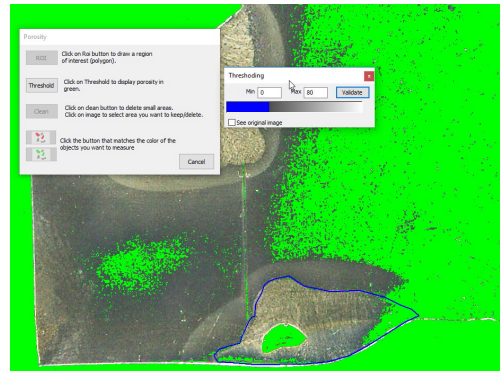 Porosity
ROI
Click on Roi button to draw a region
of interest (polygon).
Threshold
Click on Threshold to display porosity in
green.
Clean
Click on clean button to delete small areas.
Click on image to select area you want to keep/delete.
Click the button that matches the color of the
objects you want to measure
Cancel
Threshoding
x
Min 0 Max 80 Validate
See original image